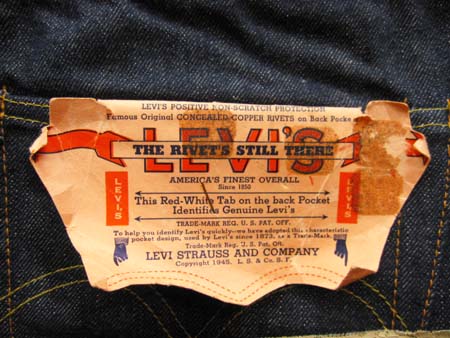 LEVI'S POSITIVE NON-SCRATCH PROTECTION
Famous Original CONCEALED COPPER RIVETS on Back Pocke
LEVI'S
THE RIVET'S STILL THERE
AMERICA'S FINEST OVERALL
Since 1850
LEVI'S
LEVI'S
This Red-White Tab on the back Pocket
Identifies Genuine Levi's
TRADE-MARK REG. U. S. PAT. OFF.
To help you identify Levi's quickly—we have adopted this characteristic
pocket design, used by Levi's since 1873, as a Trade-Mark
Trade-Mark Reg. U. S. Pat. Off.
LEVI STRAUSS AND COMPANY
Copyright 1945, L. S. & Co. S. F.